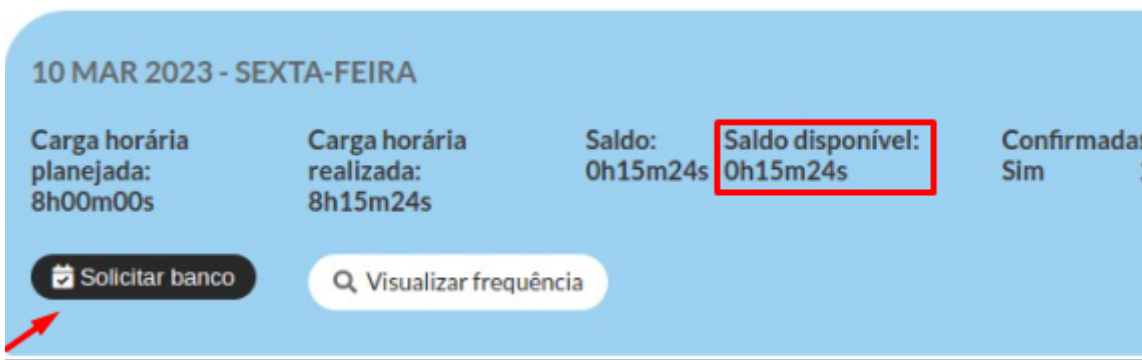 10 MAR 2023 - SEXTA-FEIRA
Carga horária
planejada:
8h00m00s
Carga horária
realizada:
8h15m24s
Saldo:
0h15m24s
Saldo disponível:
0h15m24s
Confirmada
Sim
Solicitar banco
Visualizar frequência